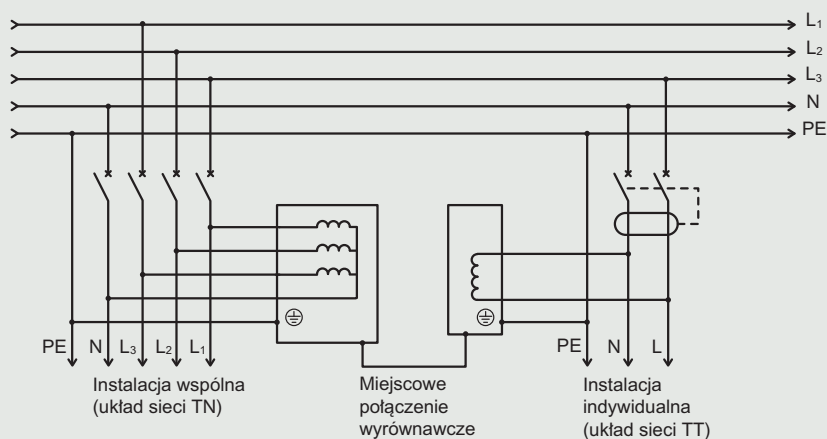 L1
L2
L3
N
PE
PE N L3 L2 L1
PE N L
Instalacja wspólna
(układ sieci TN)
Miejscowe
połączenie
wyrównawcze
Instalacja
indywidualna
(układ sieci TT)